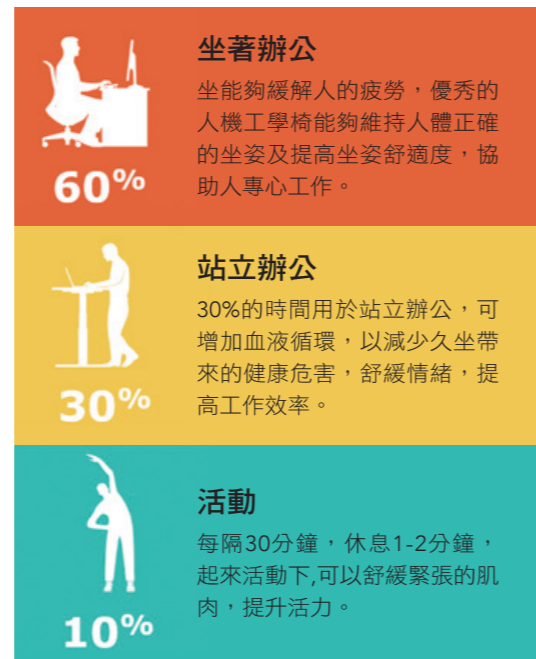 坐著辦公
坐能夠緩解人的疲勞，優秀的
人機工學椅能夠維持人體正確
的坐姿及提高坐姿舒適度，協
助人專心工作。
60%
站立辦公
30%的時間用於站立辦公，可
增加血液循環，以減少久坐帶
來的健康危害，舒緩情緒，提
高工作效率。
30%
活動
每隔30分鐘，休息1-2分鐘，
起來活動下,可以舒緩緊張的肌
肉，提升活力。
10%